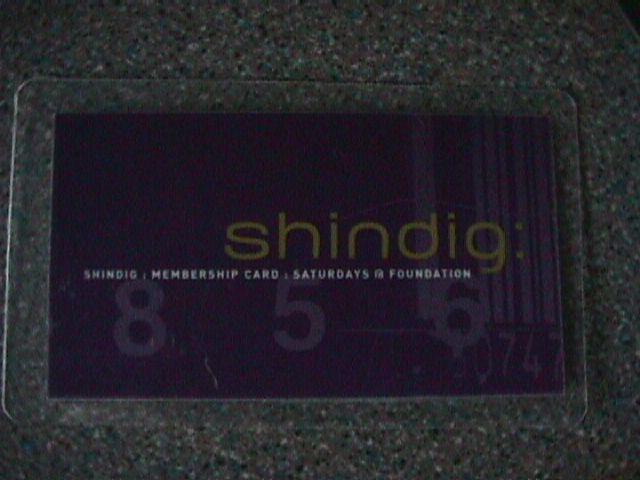 shindig:
SHINDIG : MEMBERSHIP CARD : SATURDAYS @ FOUNDATION
8 5 6